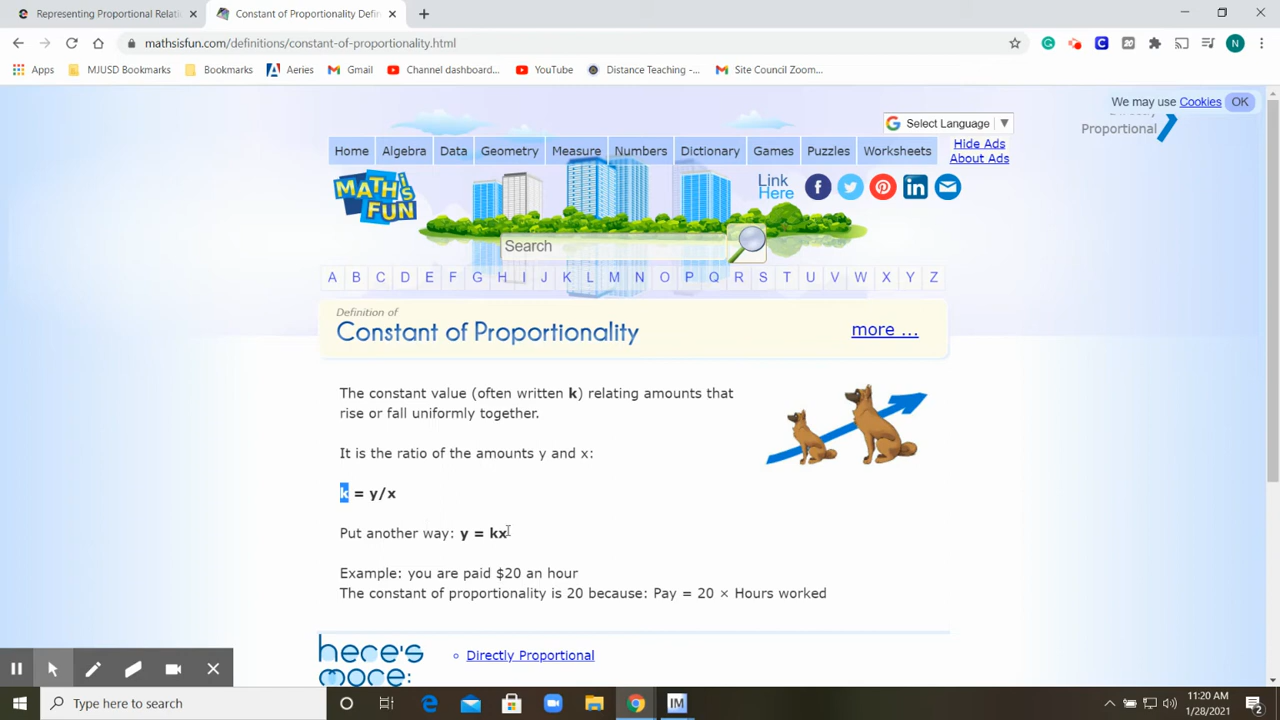 Representing Proportional Relati
Constant of Proportionality Defin
mathsisfun.com/definitions/constant-of-proportionality.html
N
Apps
MJUSD Bookmarks
Bookmarks
Aeries
Gmail
Channel dashboard...
YouTube
Distance Teaching -...
Site Council Zoom...
We may use Cookies OK
Directly
Proportional
Select Language
Home Algebra Data Geometry Measure Numbers Dictionary Games Puzzles Worksheets
Hide Ads
About Ads
MATH is
FUN
Link
Here
Search
A B C D E F G H I J K L M N O P Q R S T U V W X Y Z
Definition of
Constant of Proportionality
more ...
The constant value (often written k) relating amounts that
rise or fall uniformly together.
It is the ratio of the amounts y and x:
k = y/x
Put another way: y = kx
Example: you are paid $20 an hour
The constant of proportionality is 20 because: Pay = 20 × Hours worked
here's
more:
Directly Proportional
Type here to search
IM
11:20 AM
1/28/2021
2